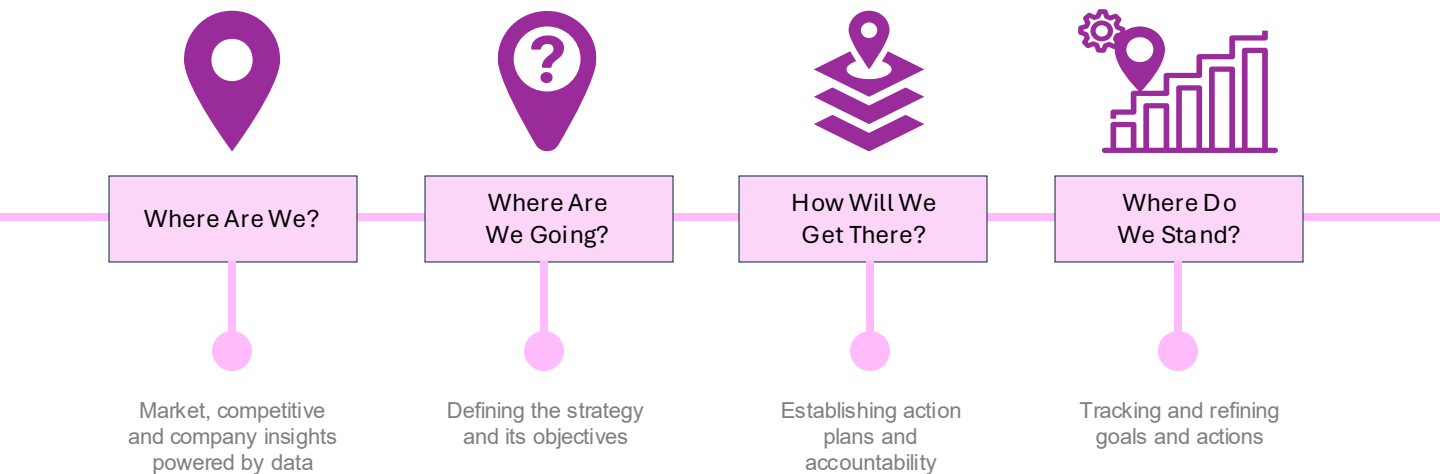 ?
Where Are We?
Where Are
We Going?
How Will We
Get There?
Where Do
We Stand?
Market, competitive
and company insights
powered by data
Defining the strategy
and its objectives
Establishing action
plans and
accountability
Tracking and refining
goals and actions